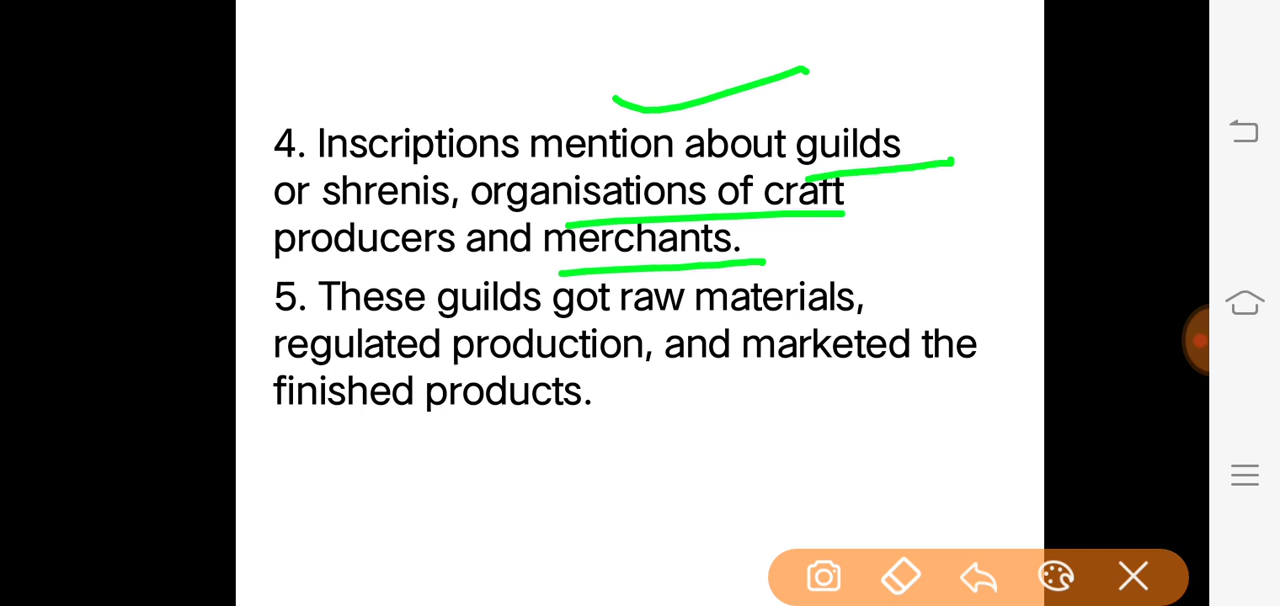 4. Inscriptions mention about guilds
or shrenis, organisations of craft
producers and merchants.
5. These guilds got raw materials,
regulated production, and marketed the
finished products.